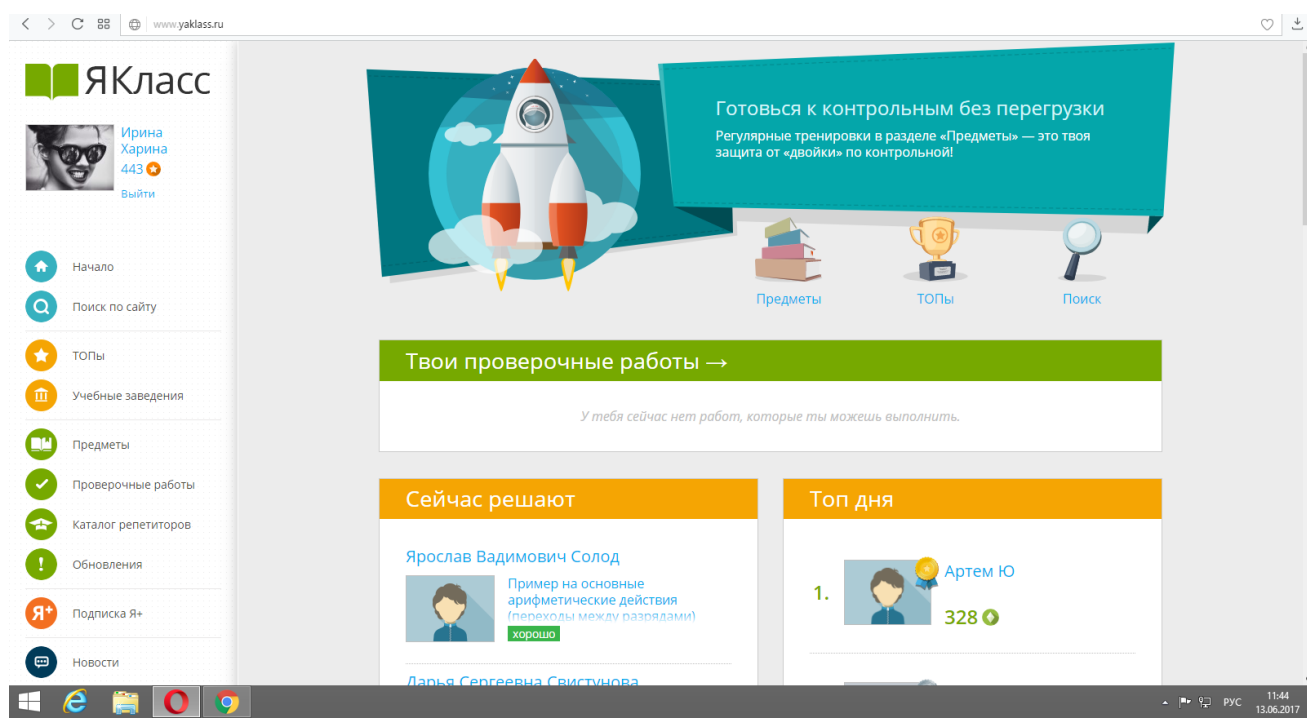 www.yaklass.ru
ЯКласс
Ирина
Харина
443
Выйти
Начало
Поиск по сайту
ТОПы
Учебные заведения
Предметы
Проверочные работы
Каталог репетиторов
Обновления
Я+
Подписка Я+
Новости
Готовься к контрольным без перегрузки
Регулярные тренировки в разделе «Предметы» — это твоя
защита от «двойки» по контрольной!
Предметы
ТОПы
Поиск
Твои проверочные работы →
У тебя сейчас нет работ, которые ты можешь выполнить.
Сейчас решают
Ярослав Вадимович Солод
Пример на основные
арифметические действия
(переходы между разрядами)
хорошо
Дарья Сергеевна Свистунова
Топ дня
1.
Артем Ю
328
РУС
11:44
13.06.2017